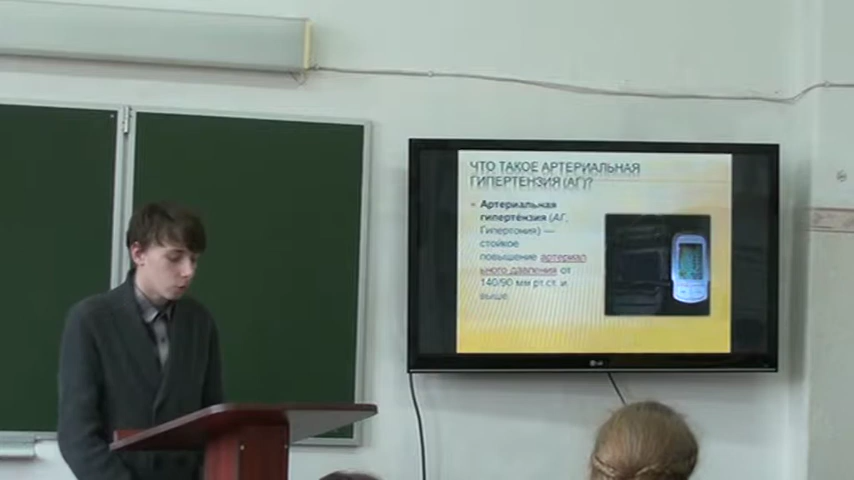 ЧТО ТАКОЕ АРТЕРИАЛЬНАЯ
ГИПЕРТЕНЗИЯ (АГ)?
Артериальная
гипертензия (АГ,
Гипертония) —
стойкое
повышение артериал
ьного давления от
140/90 мм рт.ст. и
выше.
LG